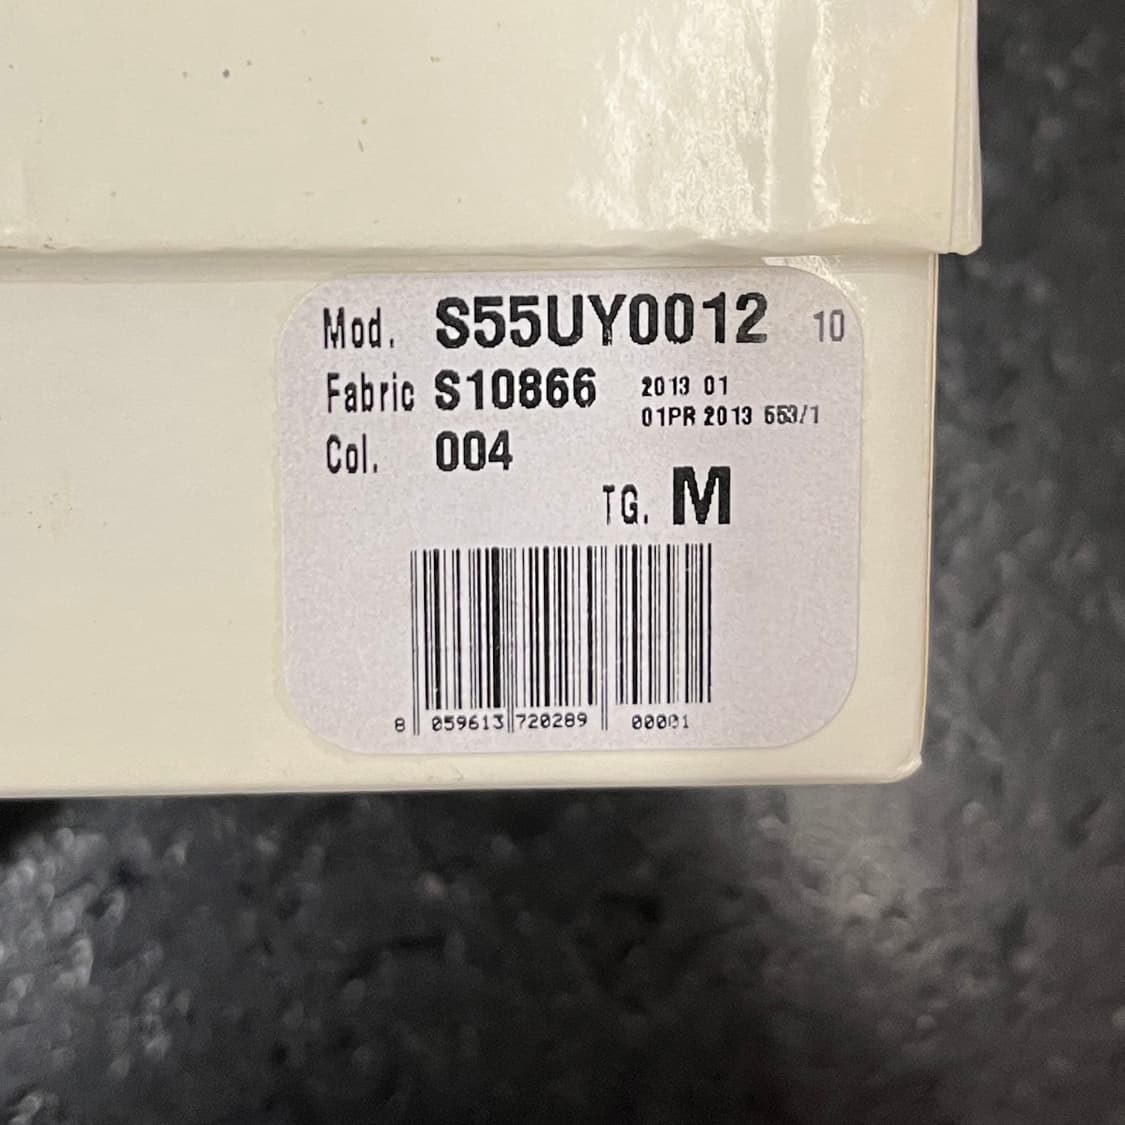 Mod. S55UY0012 10
Fabric S10866 2013 01
01PR 2013 553/1
Col. 004
TG. M
8 059613 720289 00001